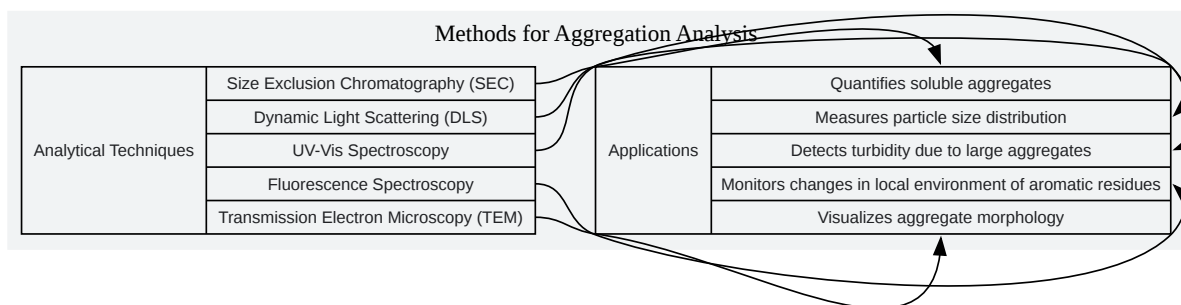 Methods for Aggregation Analysis
Analytical Techniques
Size Exclusion Chromatography (SEC)
Dynamic Light Scattering (DLS)
UV-Vis Spectroscopy
Fluorescence Spectroscopy
Transmission Electron Microscopy (TEM)
Applications
Quantifies soluble aggregates
Measures particle size distribution
Detects turbidity due to large aggregates
Monitors changes in local environment of aromatic residues
Visualizes aggregate morphology